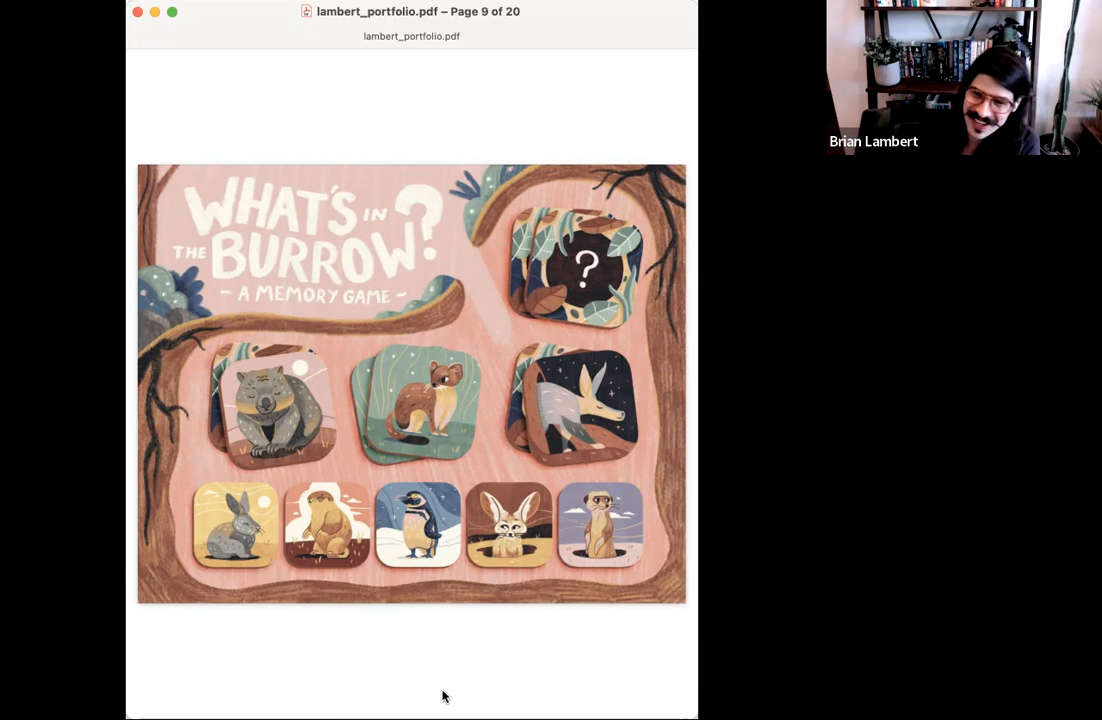 lambert_portfolio.pdf – Page 9 of 20
lambert_portfolio.pdf
Brian Lambert
WHAT'S IN
THE BURROW?
- A MEMORY GAME -
?